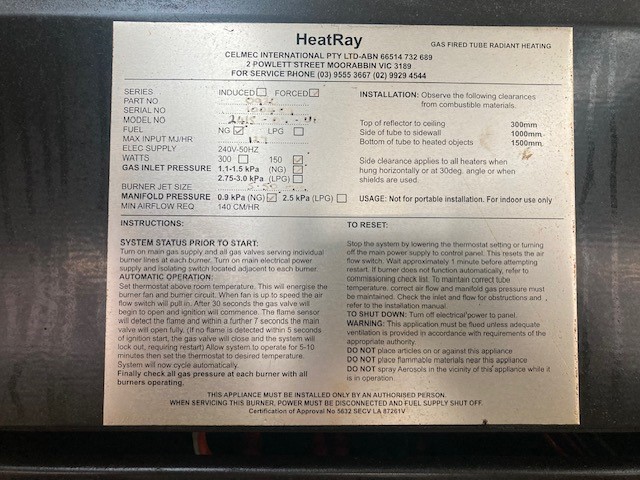 HeatRay
GAS FIRED TUBE RADIANT HEATING
CELMEC INTERNATIONAL PTY LTD-ABN 66514 732 689
2 POWLETT STREET MOORABBIN VIC 3189
FOR SERVICE PHONE (03) 9555 3667 (02) 9929 4544
SERIES INDUCED FORCED
PART NO
SERIAL NO
MODEL NO
FUEL NG LPG
MAX INPUT MJ/HR
ELEC SUPPLY 240V-50HZ
WATTS 300 150
GAS INLET PRESSURE 1.1-1.5 kPa (NG)
2.75-3.0 kPa (LPG)
BURNER JET SIZE
MANIFOLD PRESSURE 0.9 kPa (NG) 2.5 kPa (LPG)
MIN AIRFLOW REQ 140 CM/HR
INSTALLATION: Observe the following clearances
from combustible materials.
Top of reflector to ceiling 300mm
Side of tube to sidewall 1000mm
Bottom of tube to heated objects 1500mm
Side clearance applies to all heaters when
hung horizontally or at 30deg. angle or when
shields are used.
USAGE: Not for portable installation. For indoor use only
INSTRUCTIONS:
SYSTEM STATUS PRIOR TO START:
Turn on main gas supply and all gas valves serving individual
burner lines at each burner. Turn on main electrical power
supply and isolating switch located adjacent to each burner.
AUTOMATIC OPERATION:
Set thermostat above room temperature. This will energise the
burner fan and burner circuit. When fan is up to speed the air
flow switch will pull in. After 30 seconds the gas valve will
begin to open and ignition will commence. The flame sensor
will detect the flame and within a further 7 seconds the main
valve will open fully. (If no flame is detected within 5 seconds
of ignition start, the gas valve will close and the system will
lock out, requiring restart) Allow system to operate for 5-10
minutes then set the thermostat to desired temperature.
System will now cycle automatically.
Finally check all gas pressure at each burner with all
burners operating.
TO RESET:
Stop the system by lowering the thermostat setting or turning
off the main power supply to control panel. This resets the air
flow switch. Wait approximately 1 minute before attempting
restart. If burner does not function automatically, refer to
commissioning check list. To maintain correct tube
temperature, correct air flow and manifold gas pressure must
be maintained. Check the inlet and flow for obstructions and
refer to the installation manual.
TO SHUT DOWN: Turn off electrical power to panel.
WARNING: This application must be flued unless adequate
ventilation is provided in accordance with requirements of the
appropriate authority.
DO NOT place articles on or against this appliance
DO NOT place flammable materials near this appliance
DO NOT spray Aerosols in the vicinity of this appliance while it
is in operation
THIS APPLIANCE MUST BE INSTALLED ONLY BY AN AUTHORISED PERSON.
WHEN SERVICING THIS BURNER, POWER MUST BE DISCONNECTED AND FUEL SUPPLY SHUT OFF.
Certification of Approval No 5632 SECV LA 87261V